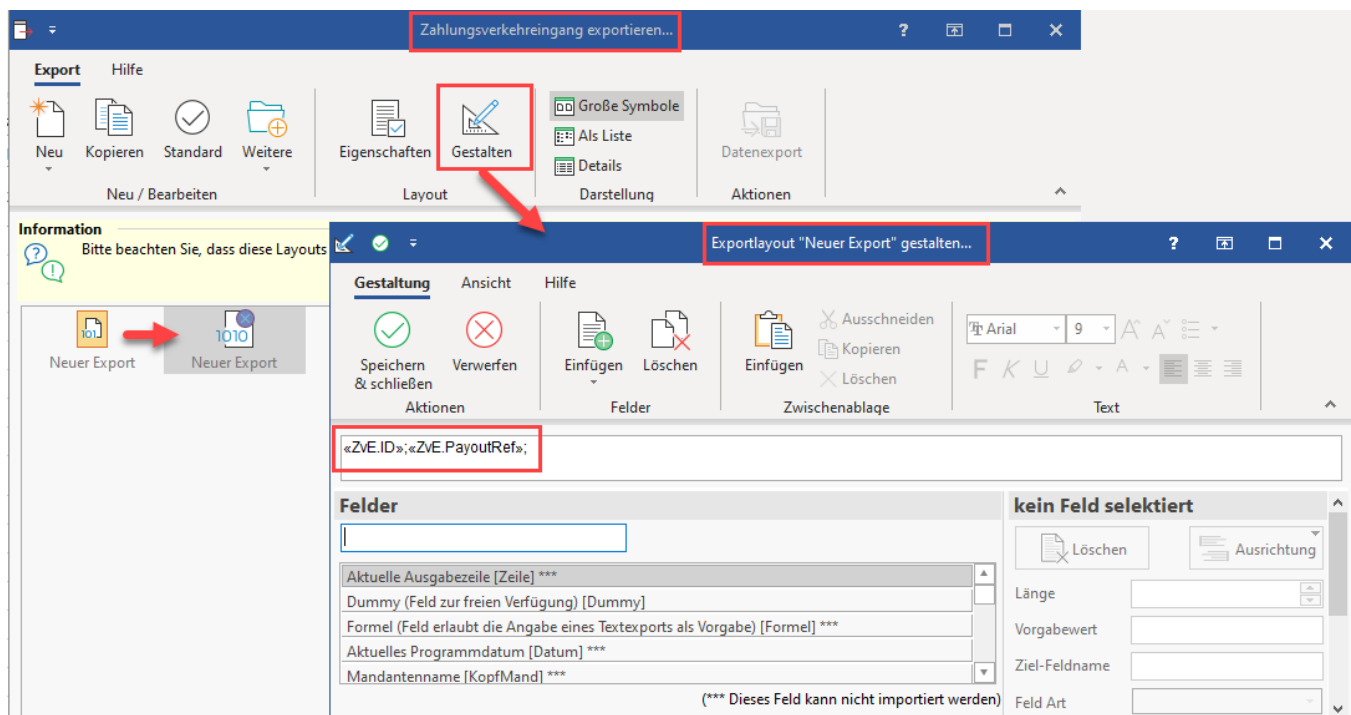 Zahlungsverkehreingang exportieren...
?
Export Hilfe
Neu Kopieren Standard Weitere
Neu / Bearbeiten
Eigenschaften Gestalten
Layout
Große Symbole
Als Liste
Details
Darstellung
Datenexport
Aktionen
Information
Bitte beachten Sie, dass diese Layouts
101
Neuer Export
1010
Neuer Export
Exportlayout "Neuer Export" gestalten...
?
Gestaltung Ansicht Hilfe
Speichern
& schließen
Verwerfen
Aktionen
Einfügen Löschen
Felder
Einfügen
Ausschneiden
Kopieren
Löschen
Zwischenablage
Arial 9 A A
F K U A
Text
«ZvE.ID»;«ZvE.PayoutRef»;
Felder
Aktuelle Ausgabezeile [Zeile] ***
Dummy (Feld zur freien Verfügung) [Dummy]
Formel (Feld erlaubt die Angabe eines Textexports als Vorgabe) [Formel] ***
Aktuelles Programmdatum [Datum] ***
Mandantenname [KopfMand] ***
(*** Dieses Feld kann nicht importiert werden)
kein Feld selektiert
Löschen Ausrichtung
Länge
Vorgabewert
Ziel-Feldname
Feld Art